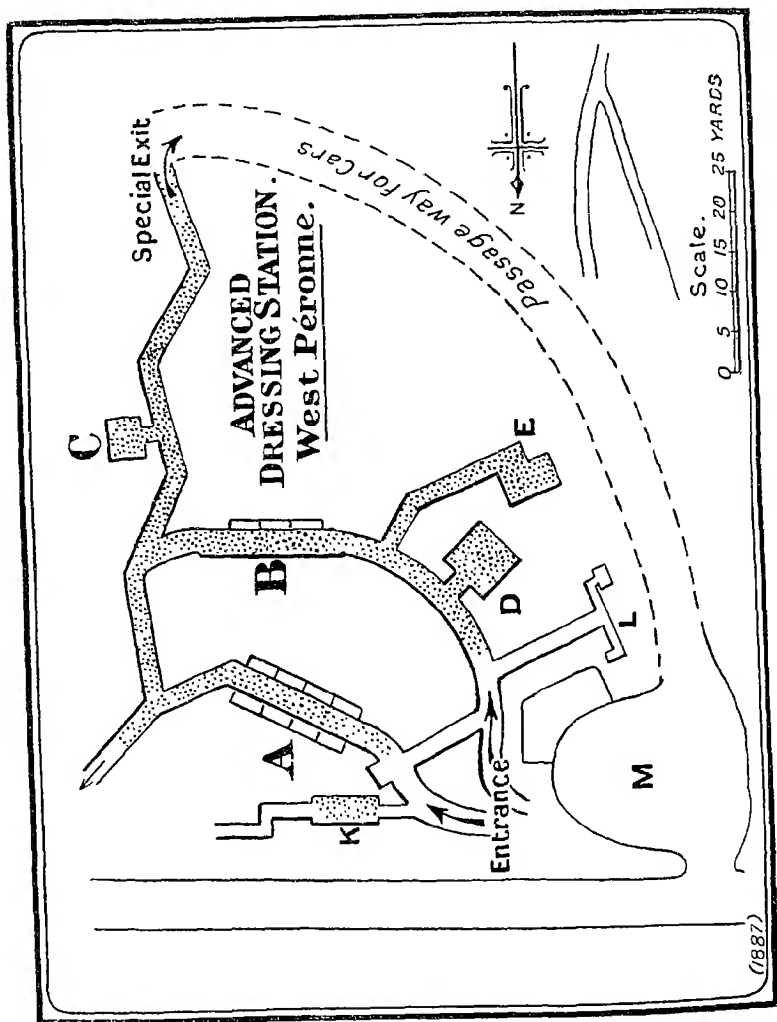 ADVANCED
DRESSING STATION.
West Péronne.
Special Exit
Passage way for Cars
N
C
B
A
K
D
E
L
M
Entrance
Scale.
0 5 10 15 20 25 YARDS
(1887)